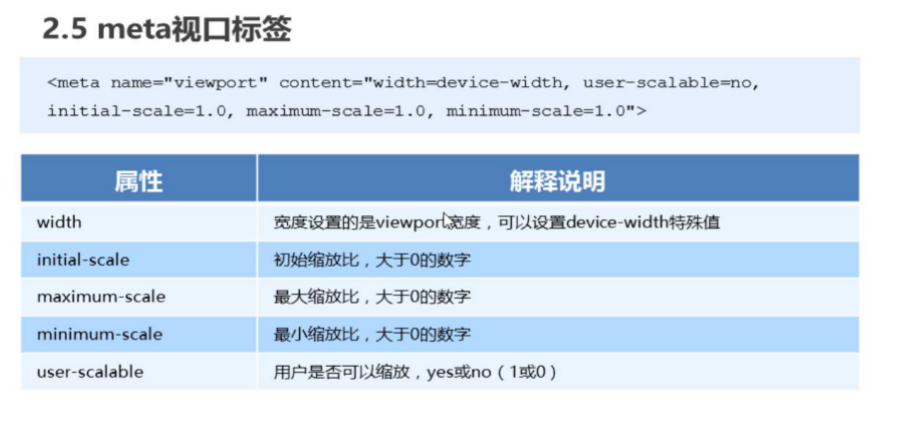 2.5 meta视口标签
<meta name="viewport" content="width=device-width, user-scalable=no,
initial-scale=1.0, maximum-scale=1.0, minimum-scale=1.0">
属性 解释说明
width 宽度设置的是viewport宽度，可以设置device-width特殊值
initial-scale 初始缩放比，大于0的数字
maximum-scale 最大缩放比，大于0的数字
minimum-scale 最小缩放比，大于0的数字
user-scalable 用户是否可以缩放，yes或no（1或0）